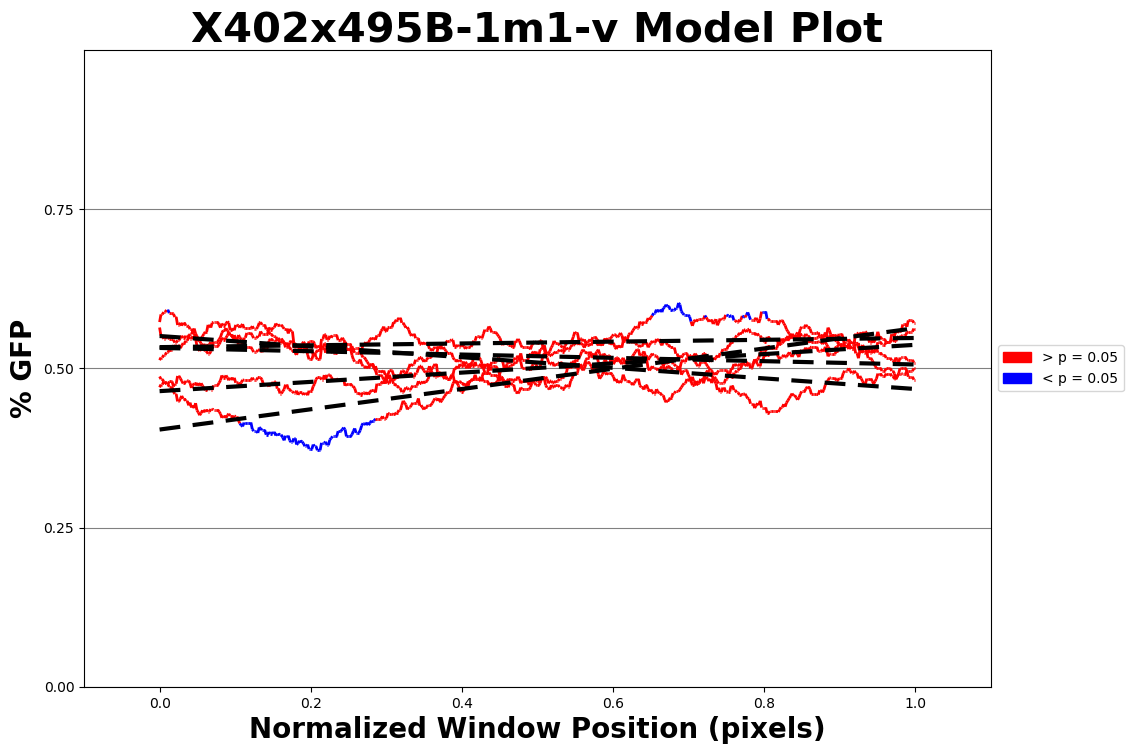 X402x495B-1m1-v Model Plot
% GFP
0.75
0.50
0.25
0.00
0.0 0.2 0.4 0.6 0.8 1.0
Normalized Window Position (pixels)
> p = 0.05
< p = 0.05